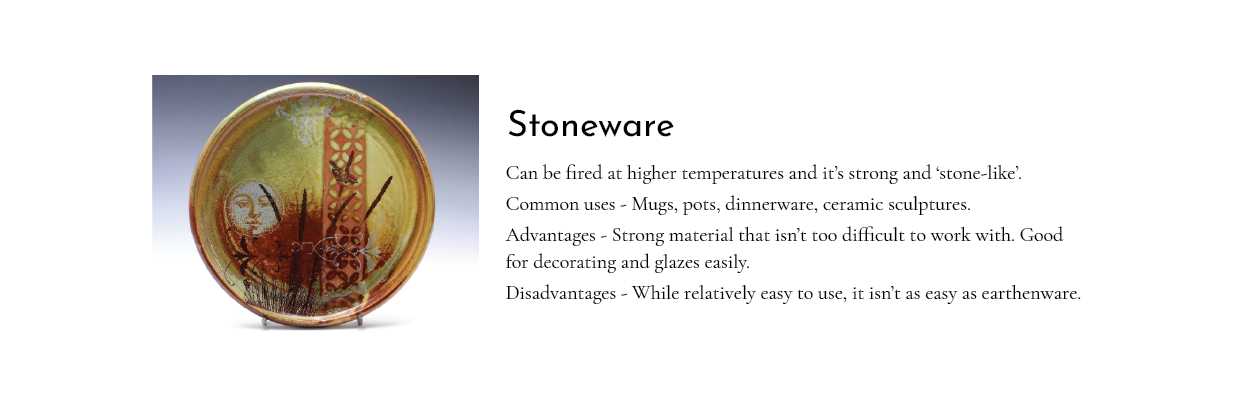 Stoneware
Can be fired at higher temperatures and it’s strong and ‘stone-like’.
Common uses - Mugs, pots, dinnerware, ceramic sculptures.
Advantages - Strong material that isn’t too difficult to work with. Good
for decorating and glazes easily.
Disadvantages - While relatively easy to use, it isn’t as easy as earthenware.